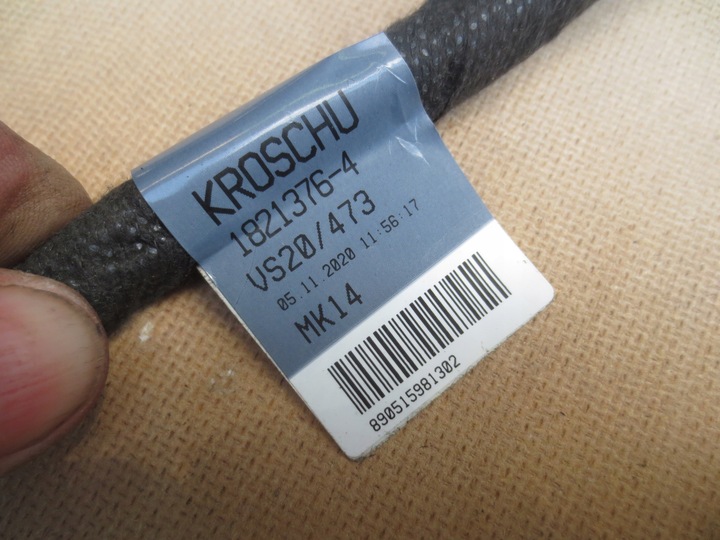 KROSCHU
1821376-4
VS20/473
05.11.2020 11:56:17
MK14
890515981302